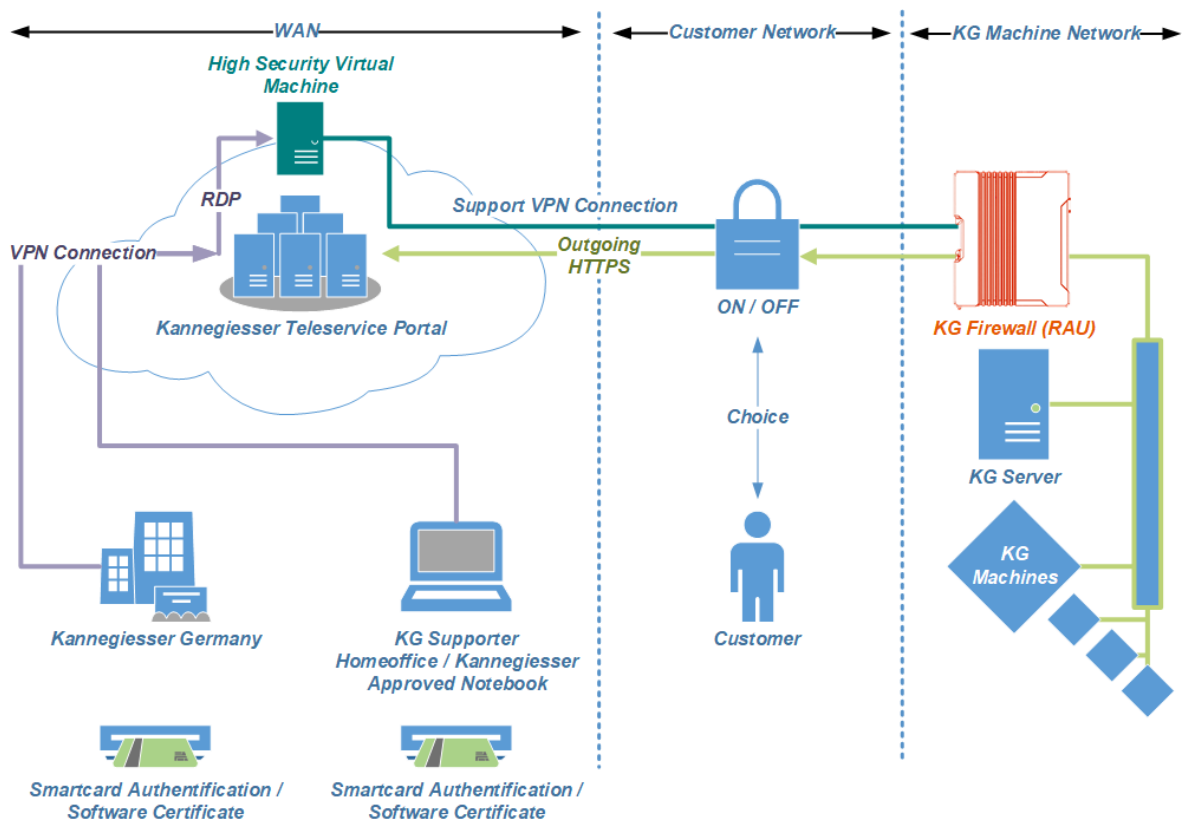 WAN
Customer Network
KG Machine Network
High Security Virtual
Machine
RDP
VPN Connection
Support VPN Connection
Outgoing
HTTPS
Kannegiesser Teleservice Portal
ON / OFF
KG Firewall (RAU)
Choice
KG Server
KG
Machines
Kannegiesser Germany
KG Supporter
Homeoffice / Kannegiesser
Approved Notebook
Customer
Smartcard Authentification /
Software Certificate
Smartcard Authentification /
Software Certificate